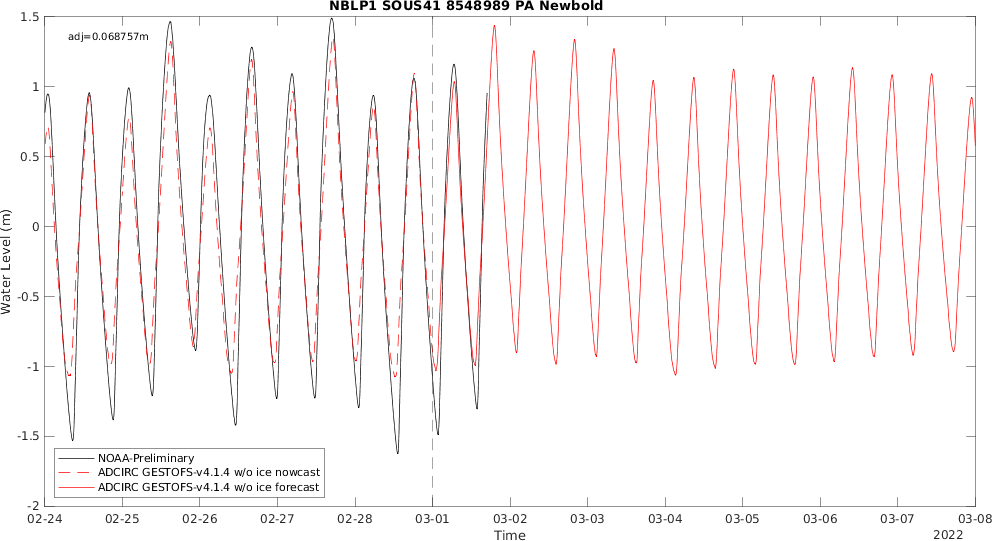 NBLP1 SOUS41 8548989 PA Newbold
adj=0.068757m
1.5
1
0.5
0
-0.5
-1
-1.5
-2
Water Level (m)
NOAA-Preliminary
ADCIRC GESTOFS-v4.1.4 w/o ice nowcast
ADCIRC GESTOFS-v4.1.4 w/o ice forecast
02-24 02-25 02-26 02-27 02-28 03-01 03-02 03-03 03-04 03-05 03-06 03-07 03-08
Time
2022